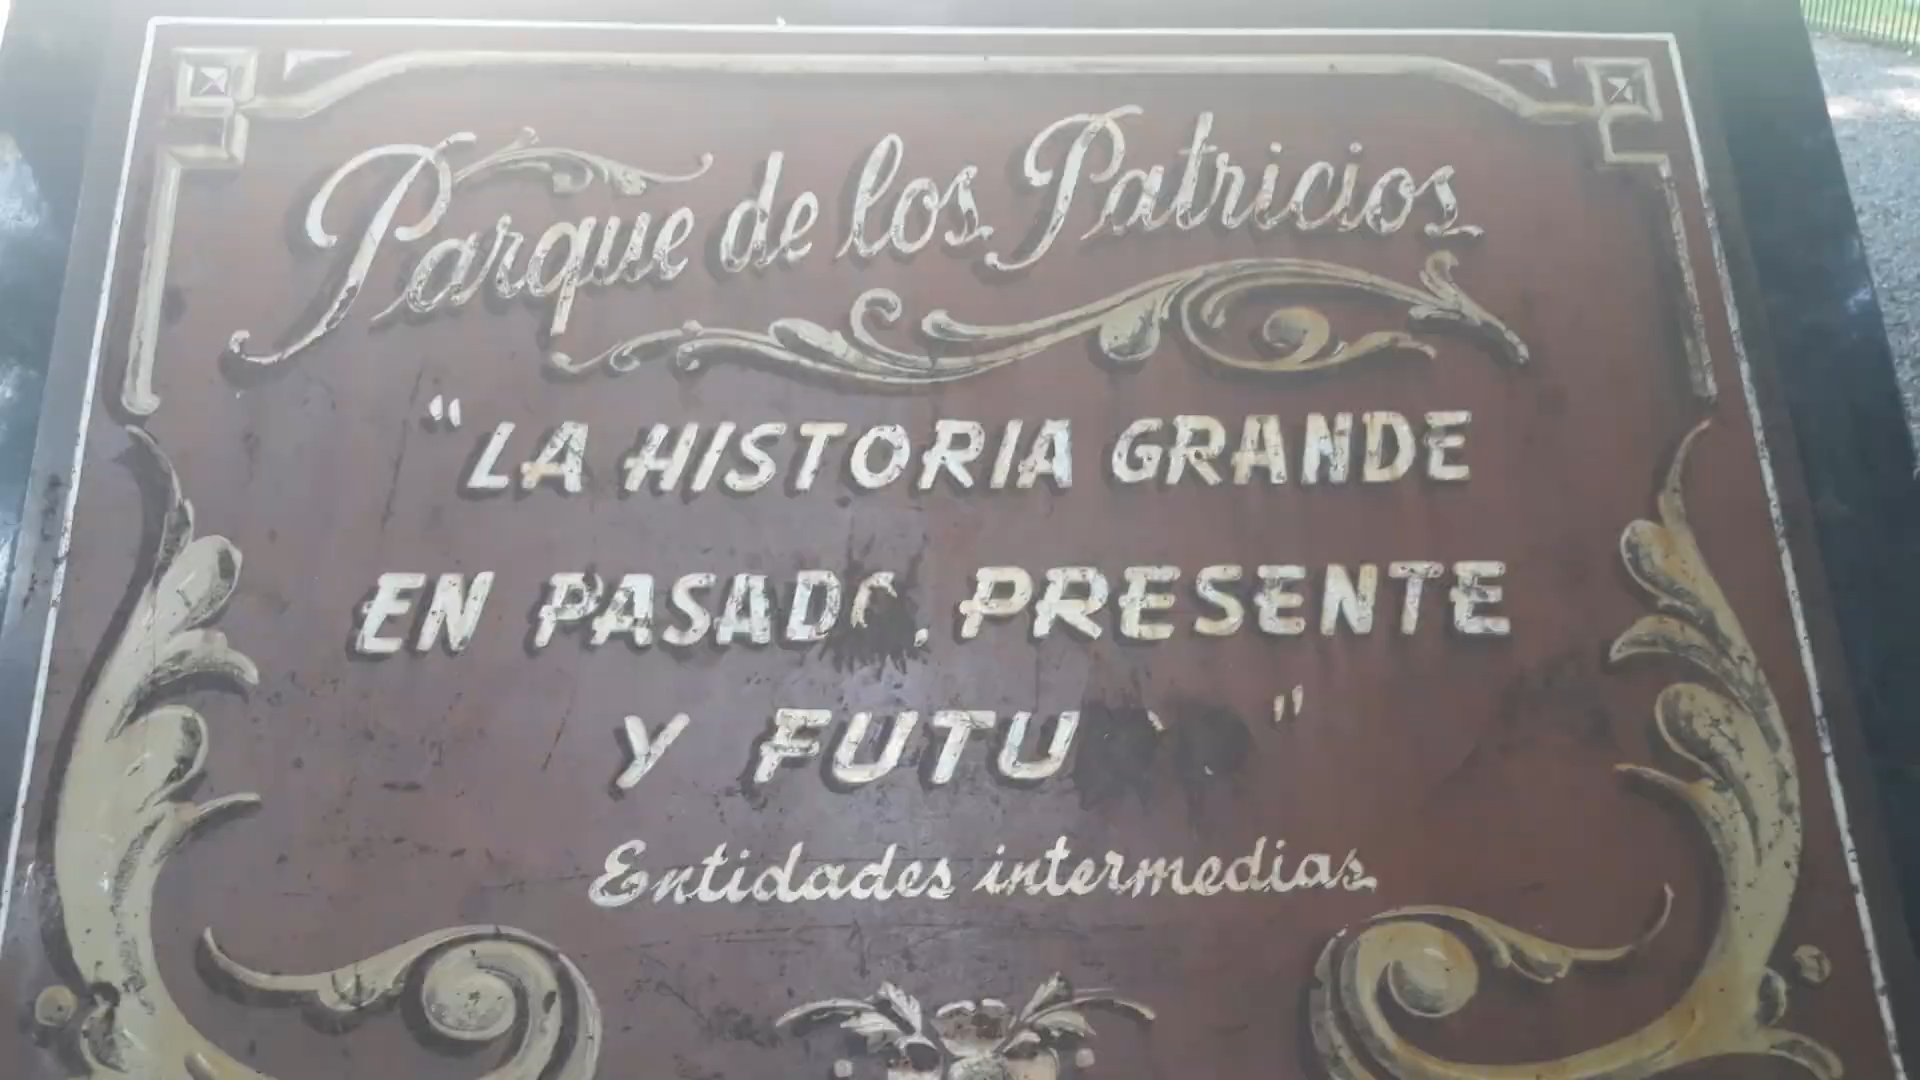 Parque de los Patricios
"LA HISTORIA GRANDE
EN PASADO, PRESENTE
Y FUTU "
Entidades intermedias